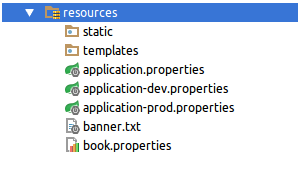 resources
static
templates
application.properties
application-dev.properties
application-prod.properties
banner.txt
book.properties